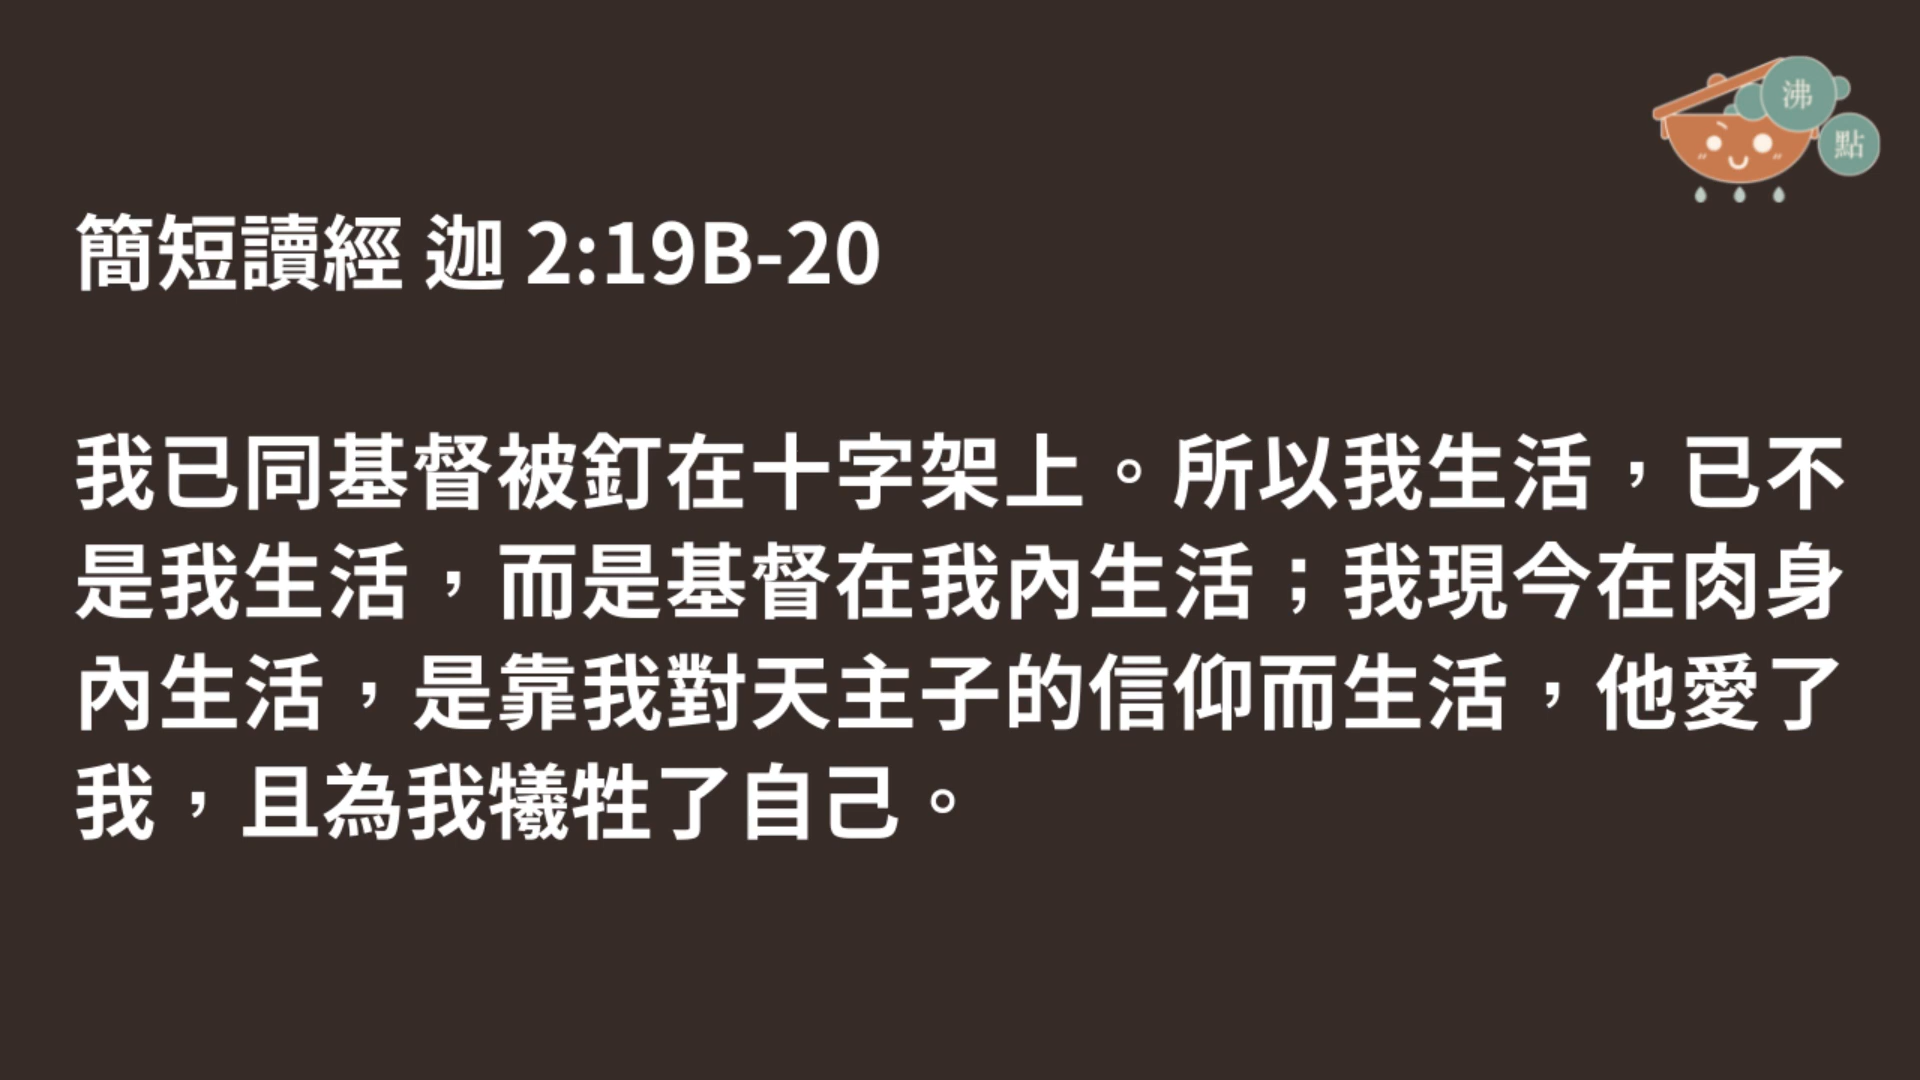 沸
點
簡短讀經 迦 2:19B-20
我已同基督被釘在十字架上。所以我生活，已不
是我生活，而是基督在我內生活；我現今在肉身
內生活，是靠我對天主子的信仰而生活，他愛了
我，且為我犧牲了自己。